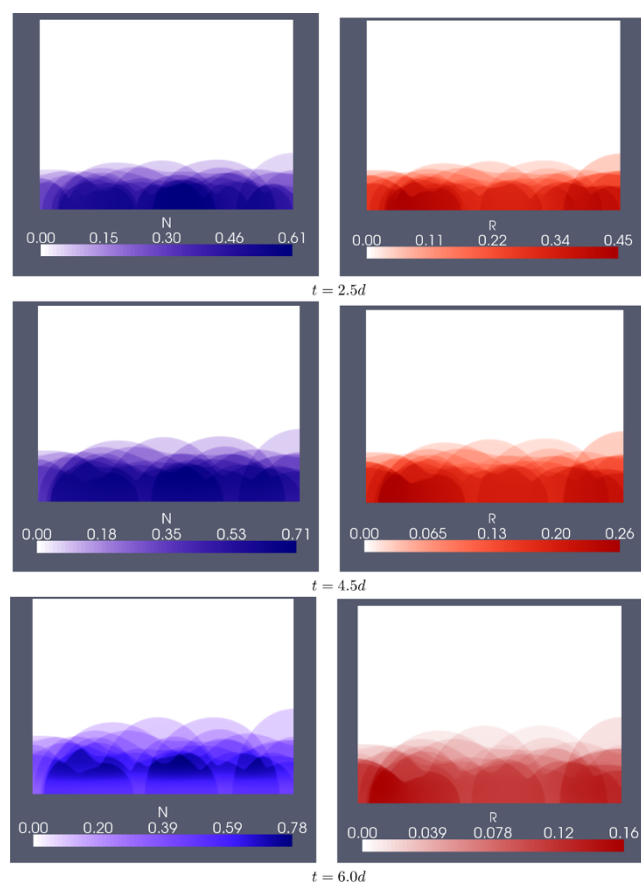 N
0.00 0.15 0.30 0.46 0.61
R
0.00 0.11 0.22 0.34 0.45
t = 2.5d
N
0.00 0.18 0.35 0.53 0.71
R
0.00 0.065 0.13 0.20 0.26
t = 4.5d
N
0.00 0.20 0.39 0.59 0.78
R
0.00 0.039 0.078 0.12 0.16
t = 6.0d